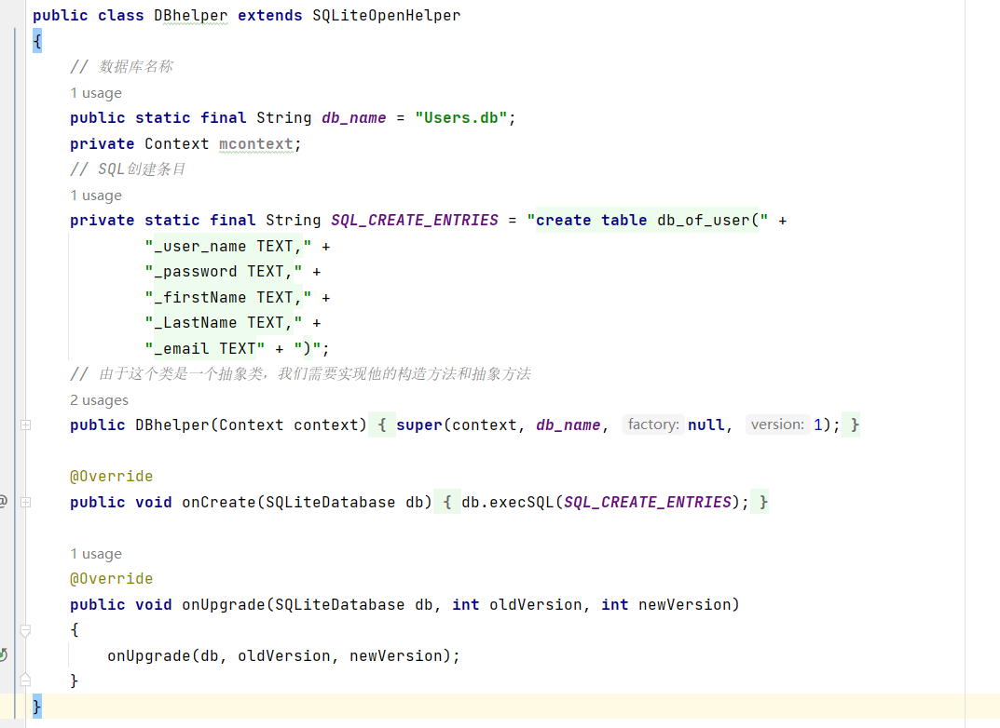 public class DBhelper extends SQLiteOpenHelper
{
// 数据库名称
1 usage
public static final String db_name = "Users.db";
private Context mcontext;
// SQL创建条目
1 usage
private static final String SQL_CREATE_ENTRIES = "create table db_of_user(" +
"_user_name TEXT," +
"_password TEXT," +
"_firstName TEXT," +
"_LastName TEXT," +
"_email TEXT" + ")";
// 由于这个类是一个抽象类，我们需要实现他的构造方法和抽象方法
2 usages
public DBhelper(Context context) { super(context, db_name, factory: null, version: 1); }
@Override
@ public void onCreate(SQLiteDatabase db) { db.execSQL(SQL_CREATE_ENTRIES); }
1 usage
@Override
public void onUpgrade(SQLiteDatabase db, int oldVersion, int newVersion)
{
onUpgrade(db, oldVersion, newVersion);
}
}